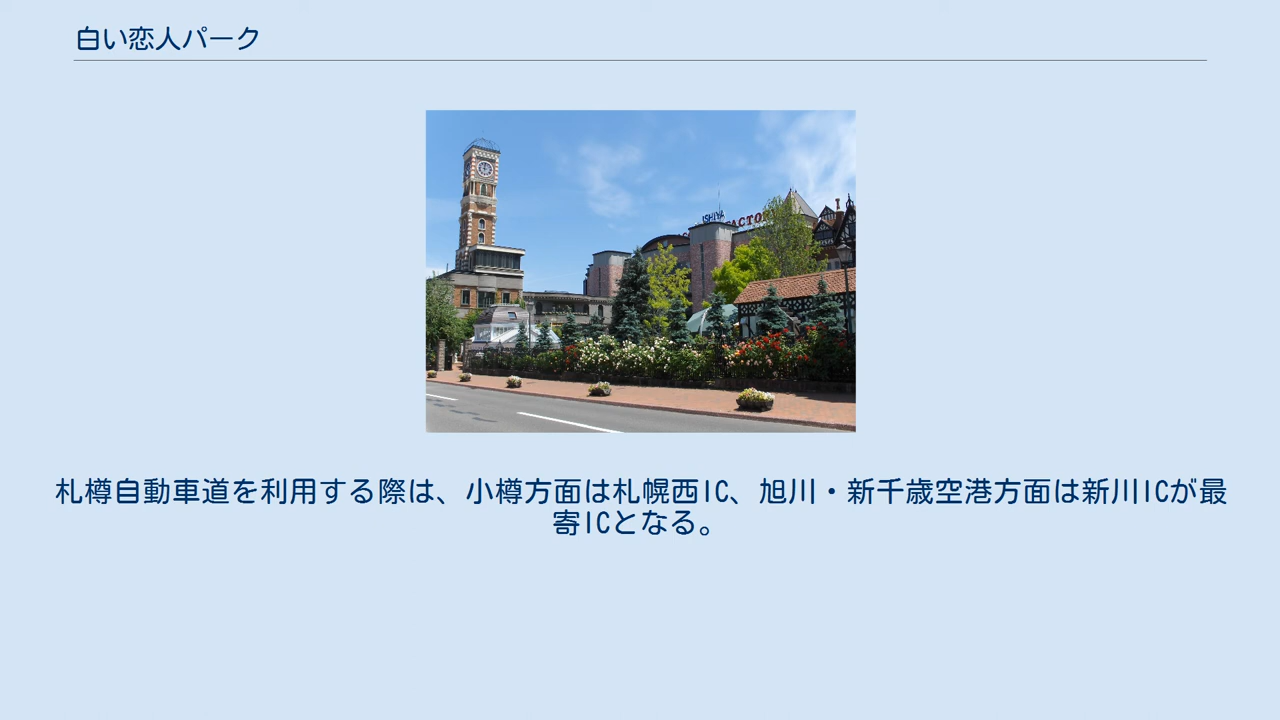 白い恋人パーク
ISHIYA
FACTO
札樽自動車道を利用する際は、小樽方面は札幌西IC、旭川・新千歳空港方面は新川ICが最
寄ICとなる。